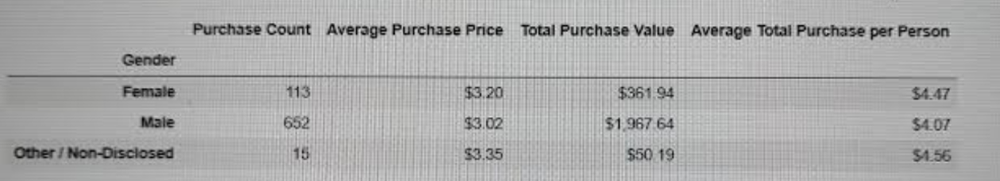 Purchase Count Average Purchase Price Total Purchase Value Average Total Purchase per Person
Gender
Female 113 $3.20 $361.94 $4.47
Male 652 $3.02 $1,967.64 $4.07
Other / Non-Disclosed 15 $3.35 $50.19 $4.56